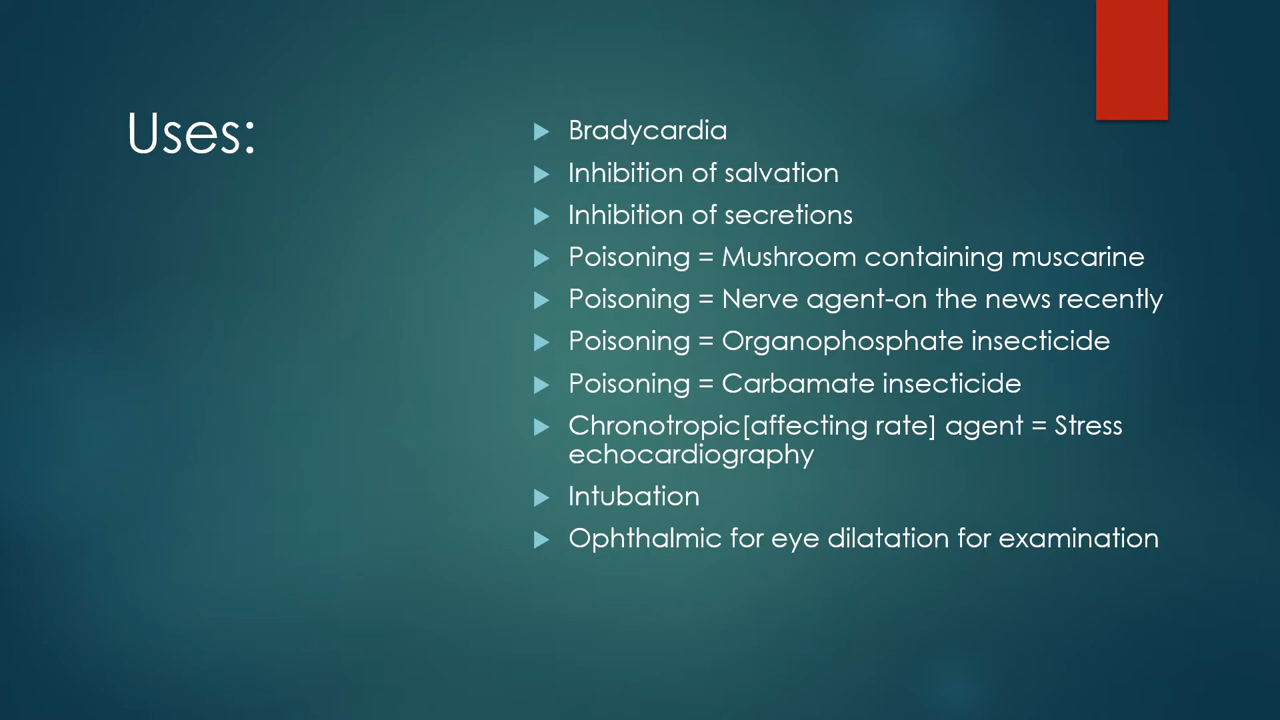 Uses:
Bradycardia
Inhibition of salvation
Inhibition of secretions
Poisoning = Mushroom containing muscarine
Poisoning = Nerve agent-on the news recently
Poisoning = Organophosphate insecticide
Poisoning = Carbamate insecticide
Chronotropic[affecting rate] agent = Stress
echocardiography
Intubation
Ophthalmic for eye dilatation for examination